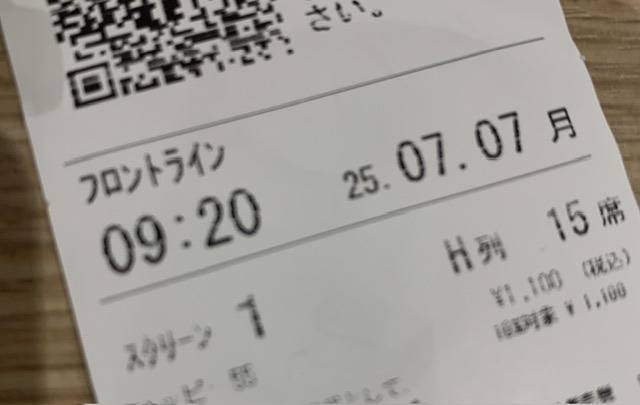 さい。
フロントライン
25. 07.07 月
09:20
H列 15席
スクリーン 1
¥1,100 (税込)
10%対象 ¥1,100
55